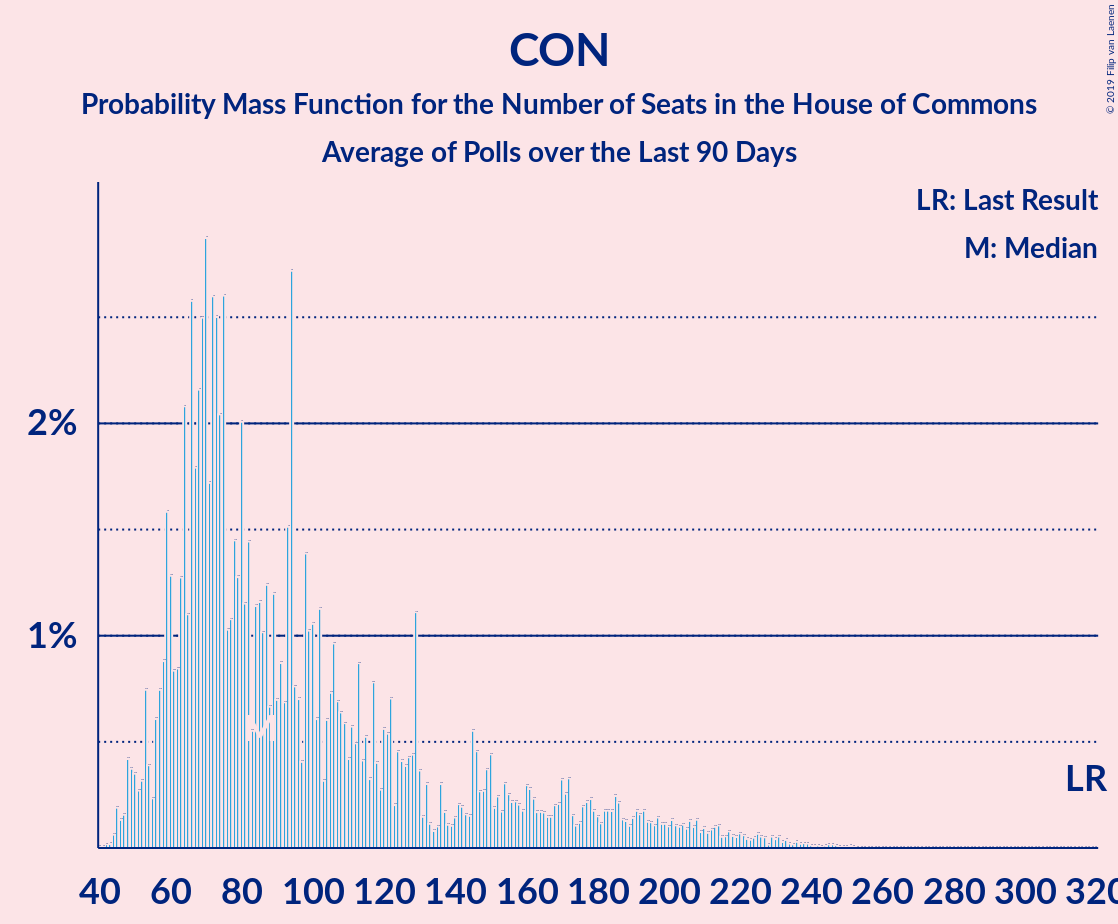 CON
Probability Mass Function for the Number of Seats in the House of Commons
Average of Polls over the Last 90 Days
© 2019 Filip van Laenen
LR: Last Result
M: Median
2%
1%
M
LR
40 60 80 100 120 140 160 180 200 220 240 260 280 300 320